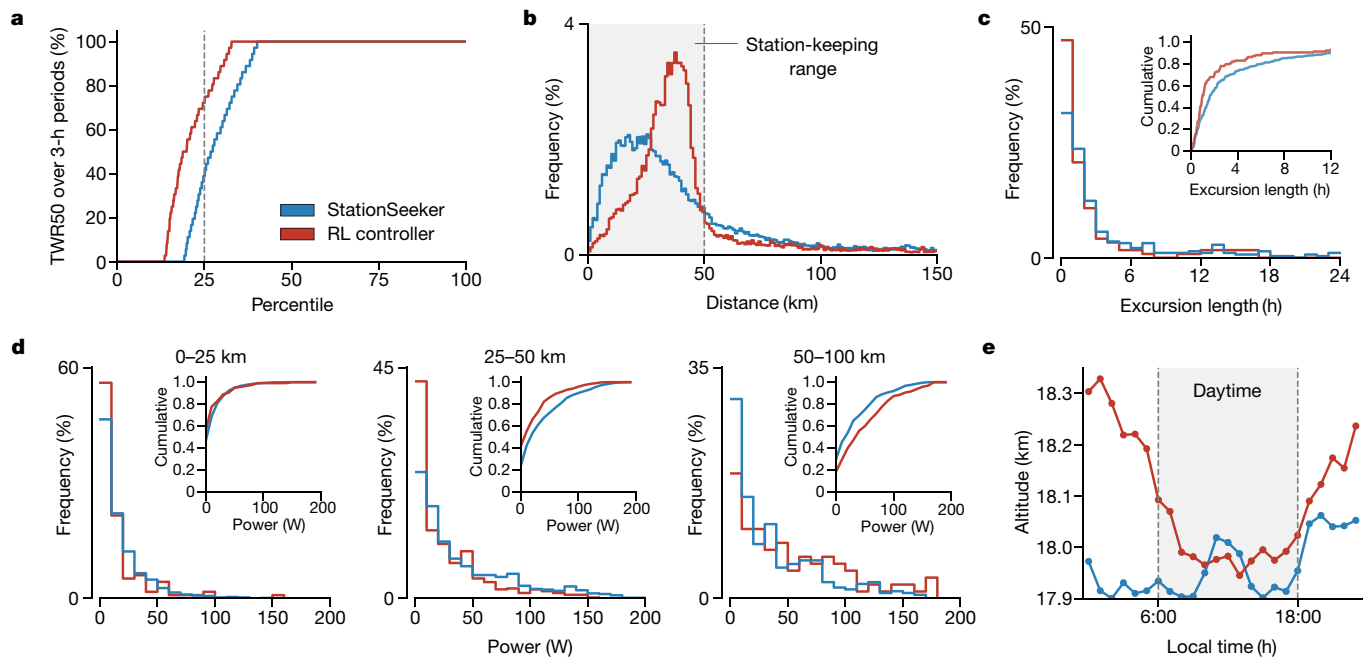 a
TWR50 over 3-h periods (%)
100
80
60
40
20
0
0
25
50
75
100
Percentile
StationSeeker
RL controller
b
Frequency (%)
4
0
0
50
100
150
Distance (km)
Station-keeping
range
c
Frequency (%)
50
0
0
6
12
18
24
Excursion length (h)
Cumulative
1.0
0.8
0.6
0.4
0.2
0
0
4
8
12
Excursion length (h)
d
0–25 km
Frequency (%)
60
0
0
50
100
150
200
Cumulative
1.0
0.8
0.6
0.4
0.2
0
0
100
200
Power (W)
25–50 km
Frequency (%)
45
0
0
50
100
150
200
Power (W)
Cumulative
1.0
0.8
0.6
0.4
0.2
0
0
100
200
Power (W)
50–100 km
Frequency (%)
35
0
0
50
100
150
200
Cumulative
1.0
0.8
0.6
0.4
0.2
0
0
100
200
Power (W)
e
Altitude (km)
18.3
18.2
18.1
18.0
17.9
6:00
18:00
Local time (h)
Daytime